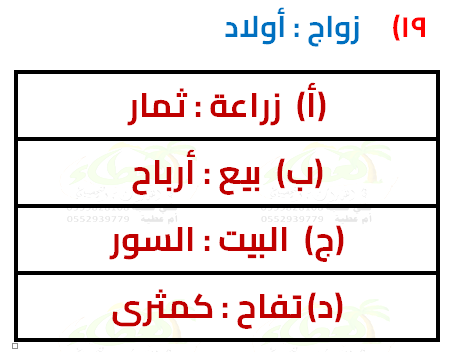 ١٩) زواج : أولاد
(أ) زراعة : ثمار
(ب) بيع : أرباح
0552939779 أم عطية
0552939779 أم عطية
(ج) البيت : السور
(د) تفاح : كمثرى